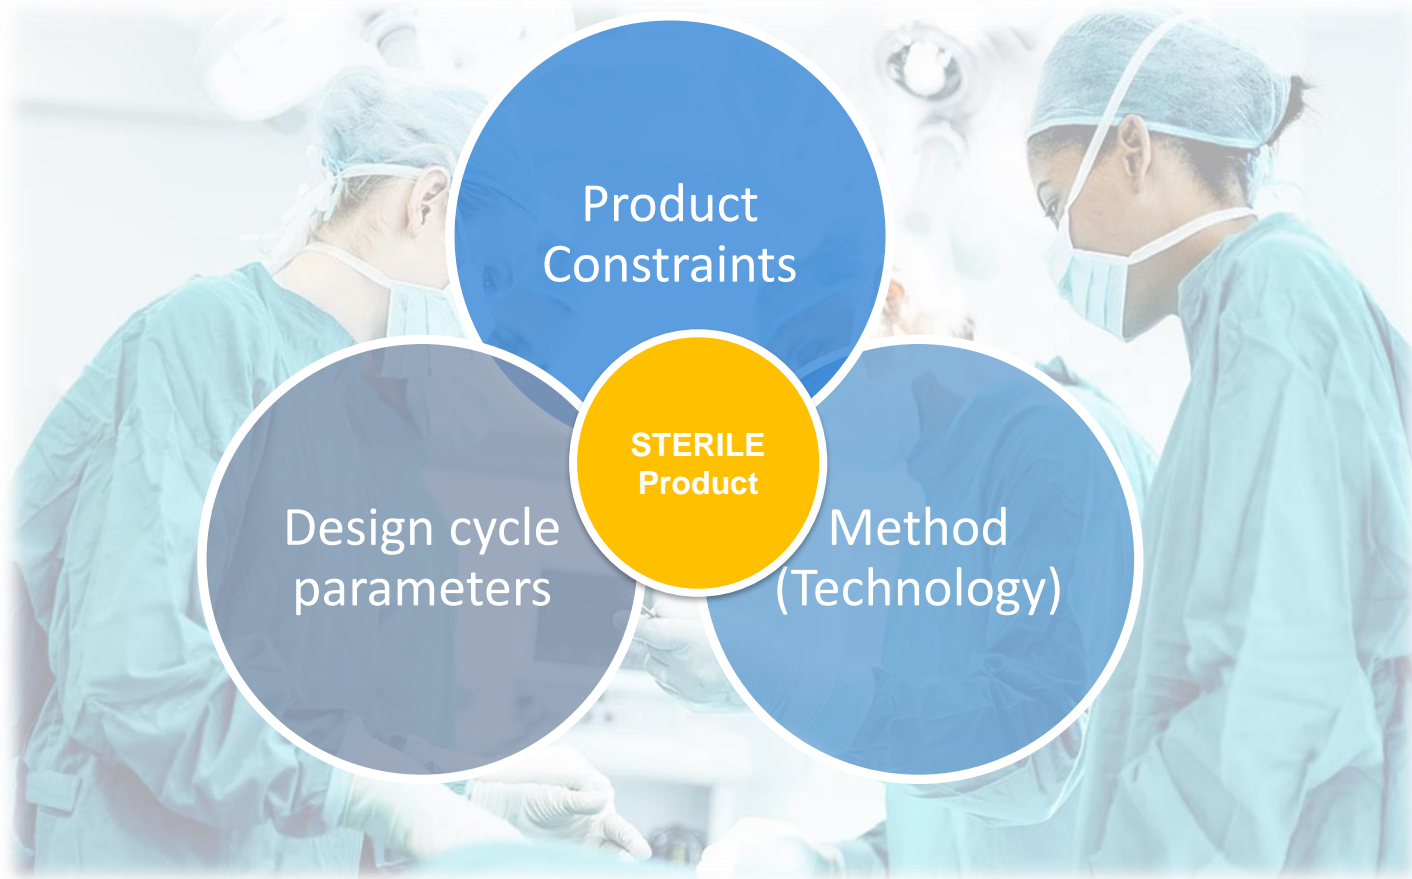 Product
Constraints
STERILE
Product
Design cycle
parameters
Method
(Technology)